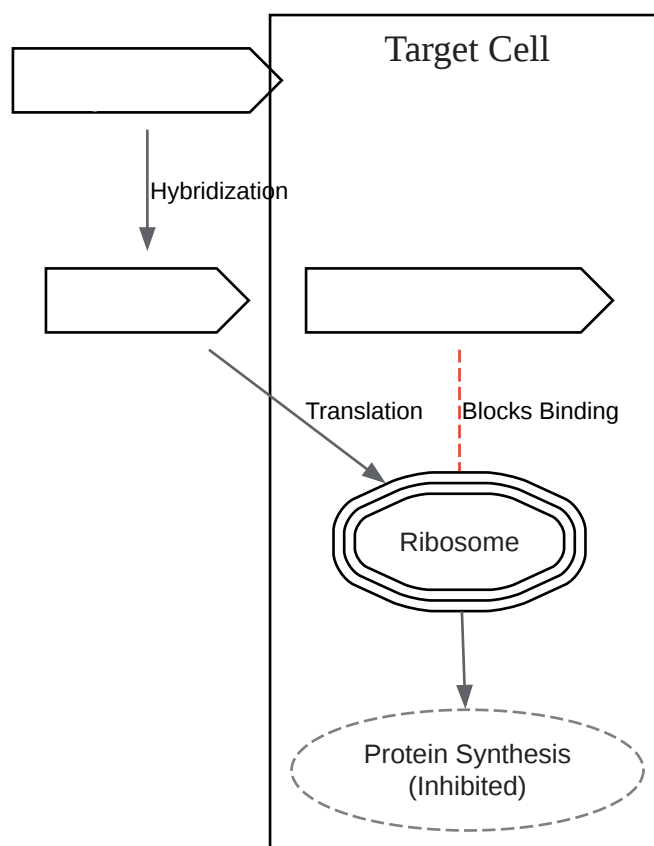 Target Cell
Hybridization
Translation
Blocks Binding
Ribosome
Protein Synthesis
(Inhibited)